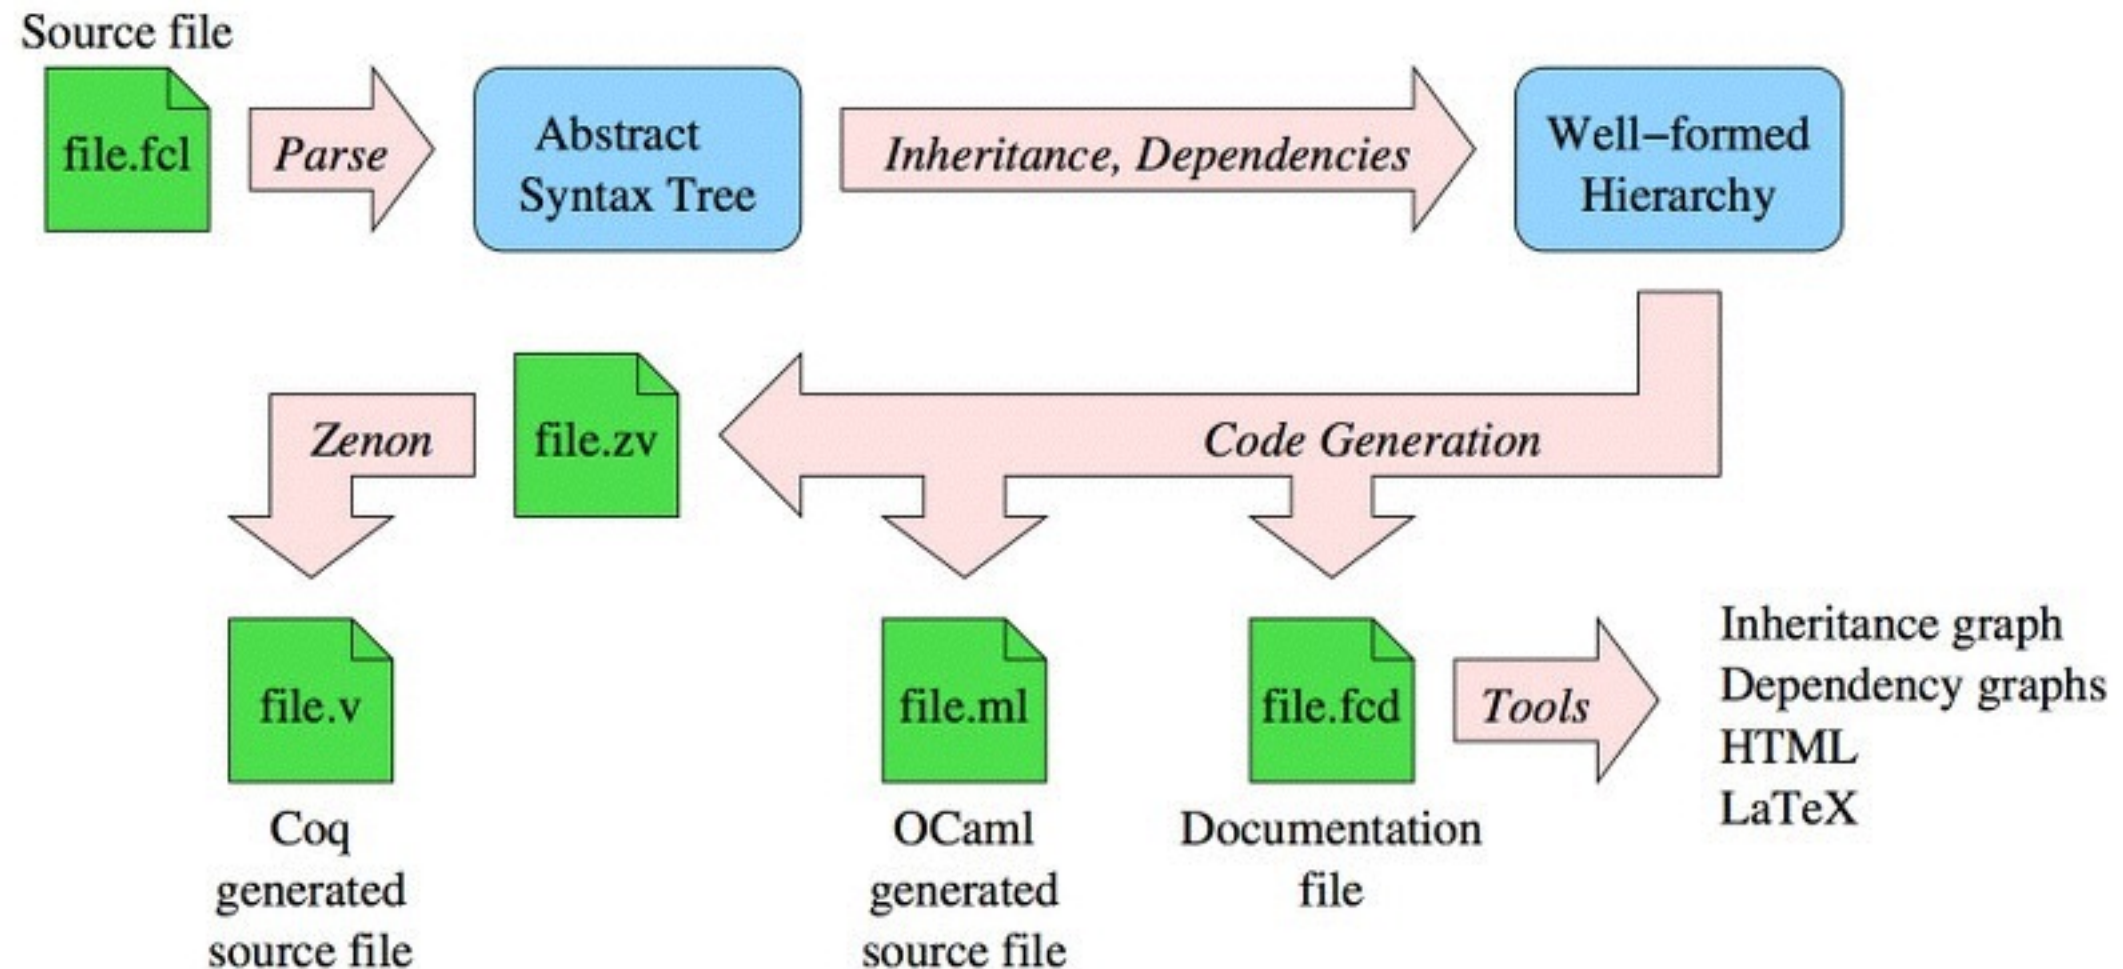 Source file
file.fcl
Parse
Abstract
Syntax Tree
Inheritance, Dependencies
Well–formed
Hierarchy
Zenon
file.zv
Code Generation
file.v
file.ml
file.fcd
Tools
Inheritance graph
Dependency graphs
HTML
LaTeX
Coq
generated
source file
OCaml
generated
source file
Documentation
file